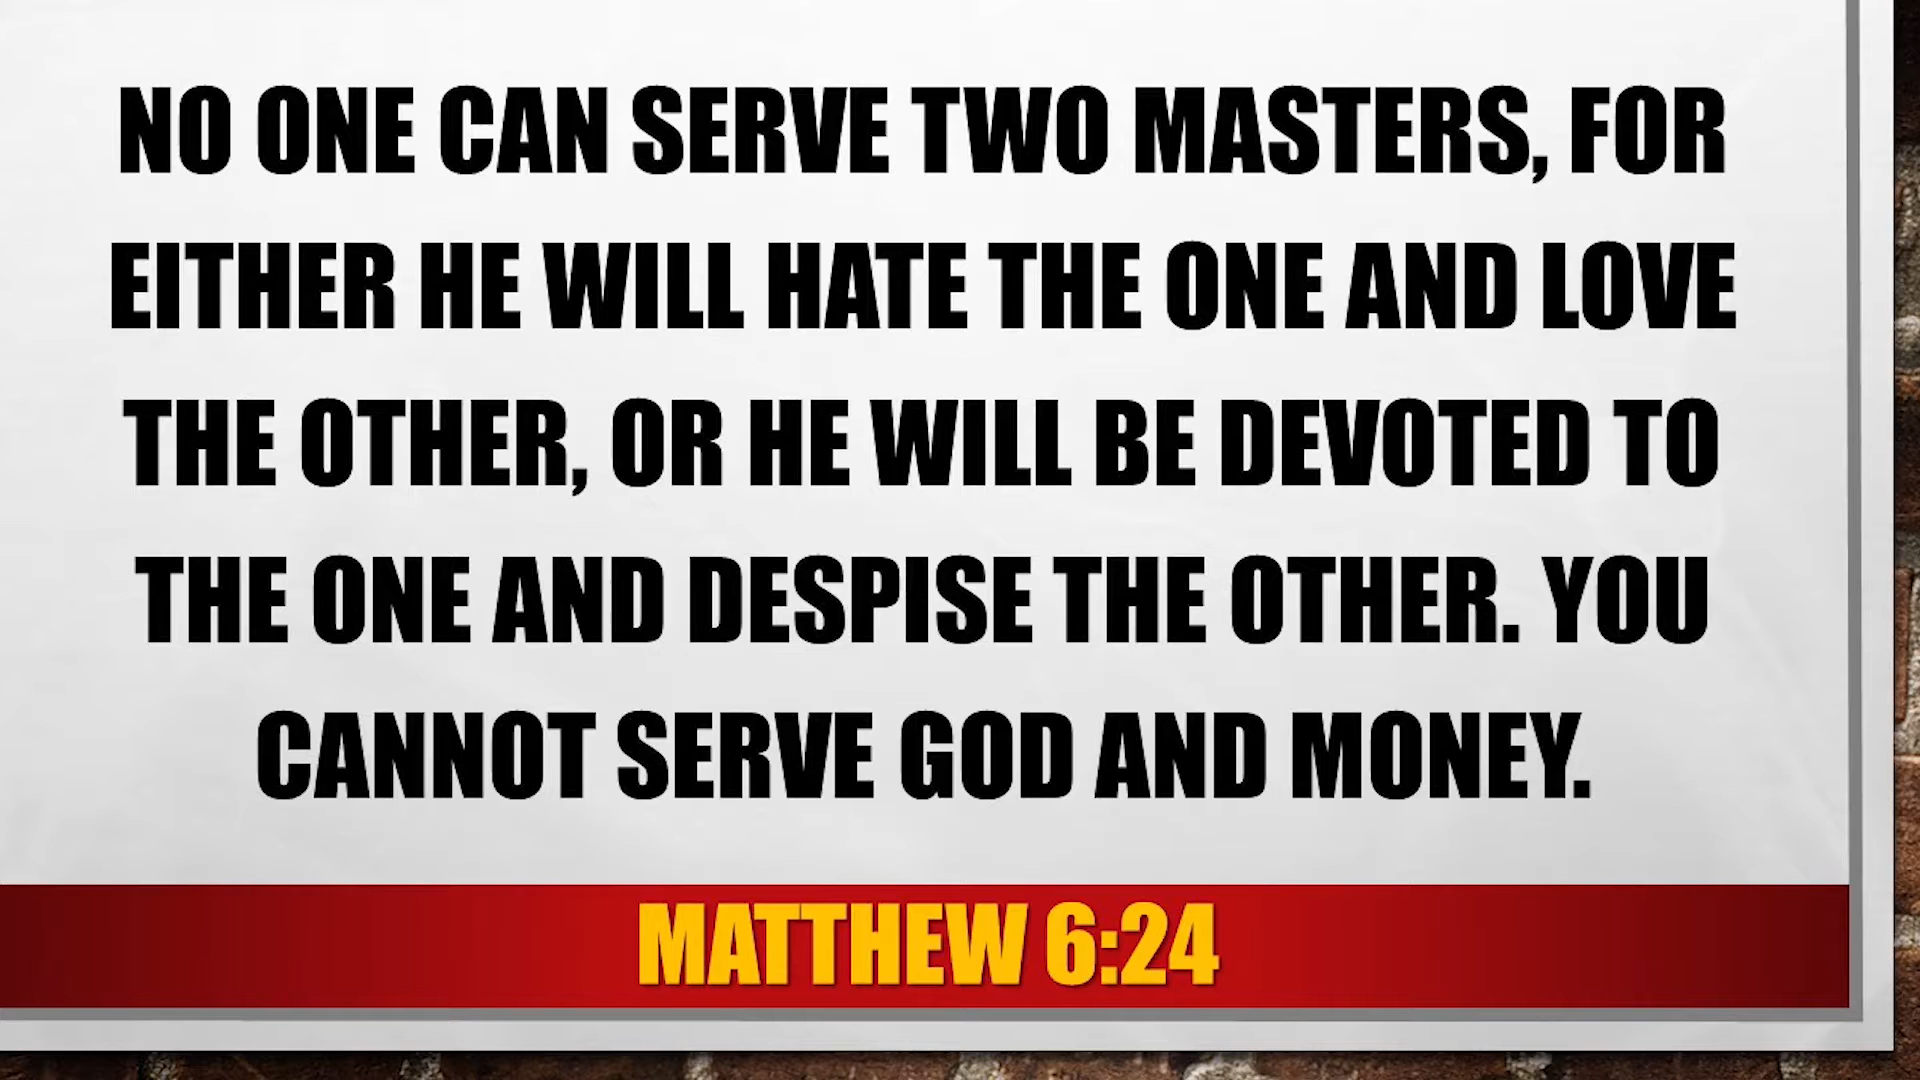 NO ONE CAN SERVE TWO MASTERS, FOR
EITHER HE WILL HATE THE ONE AND LOVE
THE OTHER, OR HE WILL BE DEVOTED TO
THE ONE AND DESPISE THE OTHER. YOU
CANNOT SERVE GOD AND MONEY.
MATTHEW 6:24